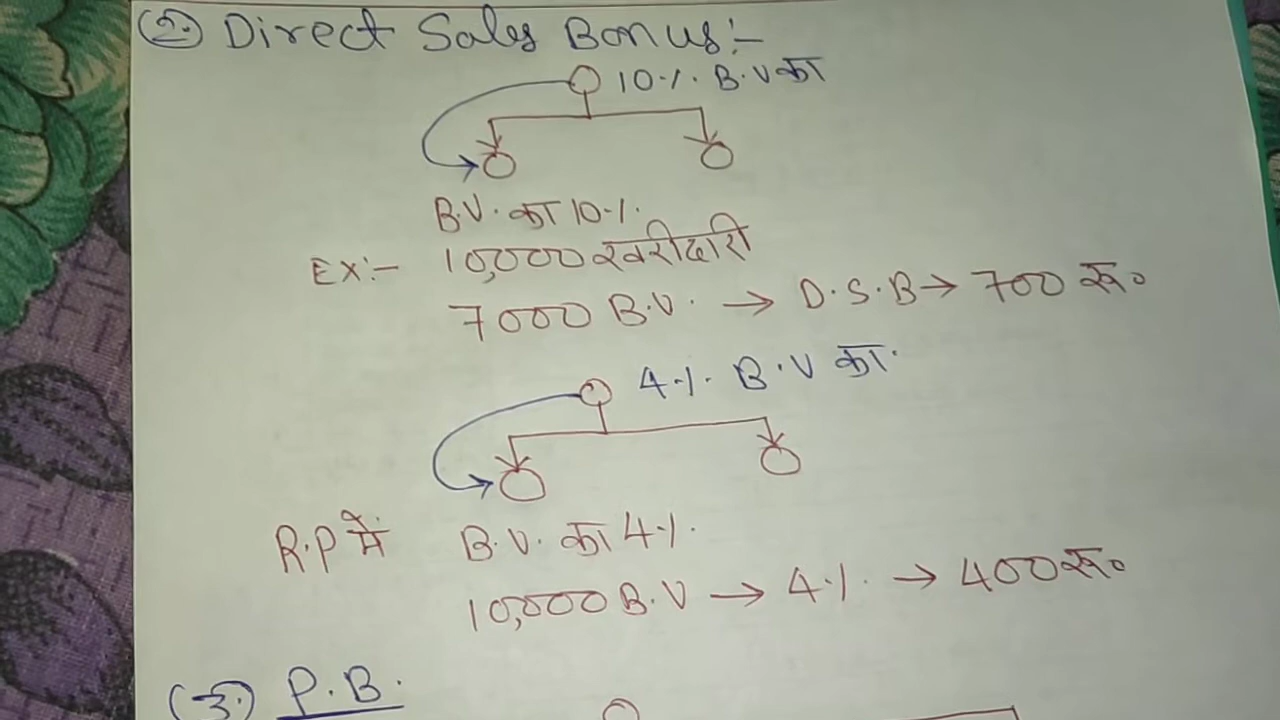 (2.) Direct Sales Bonus:-
10%. B.V का
B.V. का 10%.
Ex:- 10,000 खरीदारी
7000 B.V. → D.S.B → 700 रू०
4%. B.V का.
R.P में B.V. का 4%.
10,000 B.V → 4%. → 400 रू०
(3.) P.B.